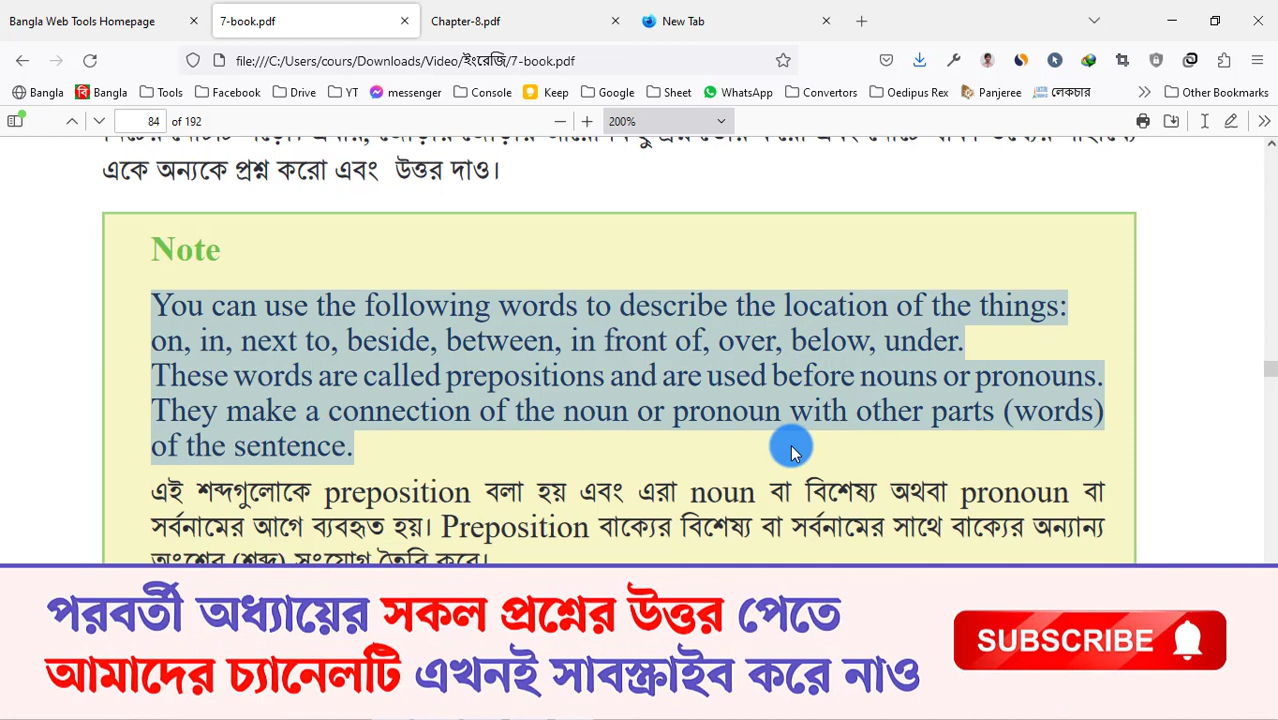 Bangla Web Tools Homepage
7-book.pdf
Chapter-8.pdf
New Tab
file:///C:/Users/cours/Downloads/Video/ইংরেজি/7-book.pdf
Bangla
বি Bangla
Tools
Facebook
Drive
YT
messenger
Console
Keep
Google
Sheet
WhatsApp
Convertors
Oedipus Rex
Panjeree
লেকচার
Other Bookmarks
84 of 192
200%
একে অন্যকে প্রশ্ন করো এবং উত্তর দাও।
Note
You can use the following words to describe the location of the things:
on, in, next to, beside, between, in front of, over, below, under.
These words are called prepositions and are used before nouns or pronouns.
They make a connection of the noun or pronoun with other parts (words)
of the sentence.
এই শব্দগুলোকে preposition বলা হয় এবং এরা noun বা বিশেষ্য অথবা pronoun বা
সর্বনামের আগে ব্যবহৃত হয়। Preposition বাক্যের বিশেষ্য বা সর্বনামের সাথে বাক্যের অন্যান্য
অংশের (শব্দ) সংযোগ তৈরি করে।
পরবর্তী অধ্যায়ের সকল প্রশ্নের উত্তর পেতে
আমাদের চ্যানেলটি এখনই সাবস্ক্রাইব করে নাও
SUBSCRIBE